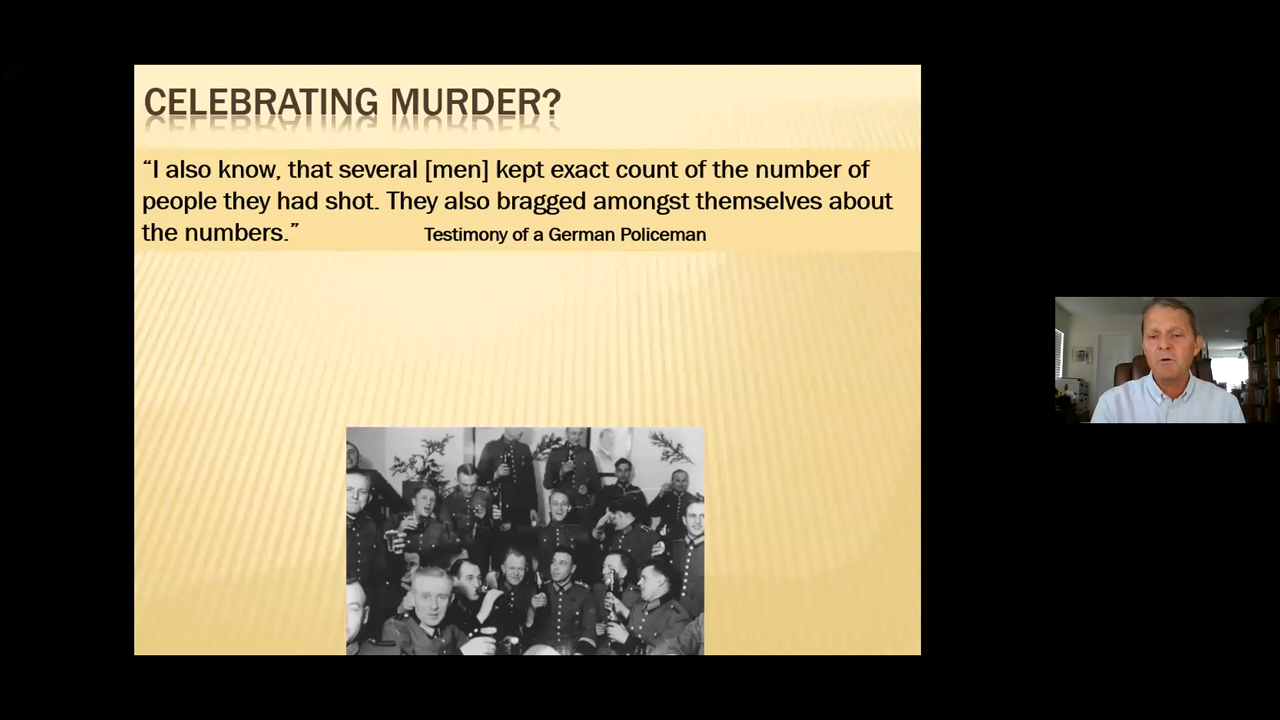 CELEBRATING MURDER?
“I also know, that several [men] kept exact count of the number of
people they had shot. They also bragged amongst themselves about
the numbers.” Testimony of a German Policeman